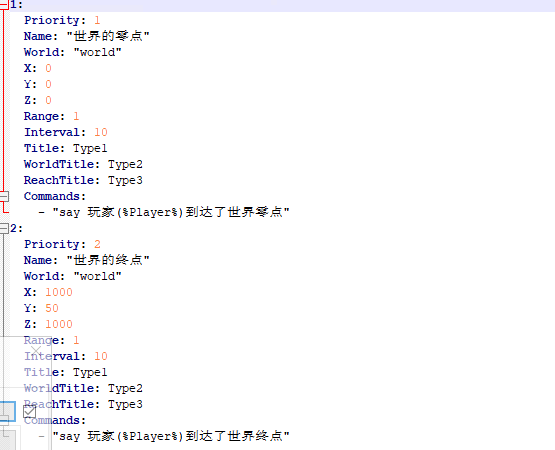 1:
Priority: 1
Name: "世界的零点"
World: "world"
X: 0
Y: 0
Z: 0
Range: 1
Interval: 10
Title: Type1
WorldTitle: Type2
ReachTitle: Type3
Commands:
- "say 玩家(%Player%)到达了世界零点"
2:
Priority: 2
Name: "世界的终点"
World: "world"
X: 1000
Y: 50
Z: 1000
Range: 1
Interval: 10
Title: Type1
WorldTitle: Type2
ReachTitle: Type3
Commands:
- "say 玩家(%Player%)到达了世界终点"